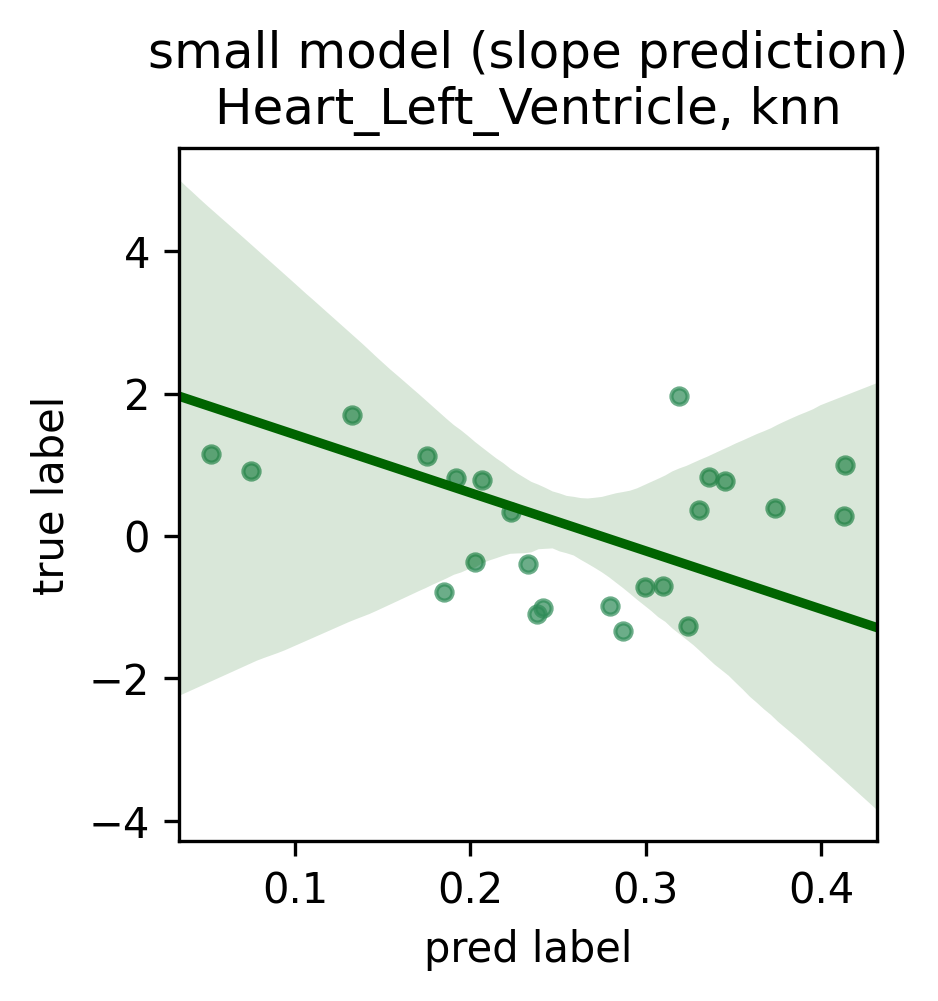 small model (slope prediction)
Heart_Left_Ventricle, knn
4
2
0
−2
−4
true label
0.1 0.2 0.3 0.4
pred label